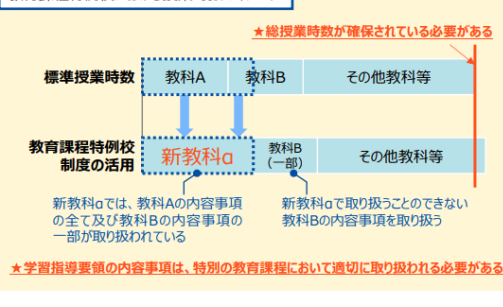 ★総授業時数が確保されている必要がある
標準授業時数
教科A
教科B
その他教科等
教育課程特例校
制度の活用
新教科α
教科B
(一部)
その他教科等
新教科αでは、教科Aの内容事項
の全て及び教科Bの内容事項の
一部が取り扱われている
新教科αで取り扱うことのできない
教科Bの内容事項を取り扱う
★学習指導要領の内容事項は、特別の教育課程において適切に取り扱われる必要がある